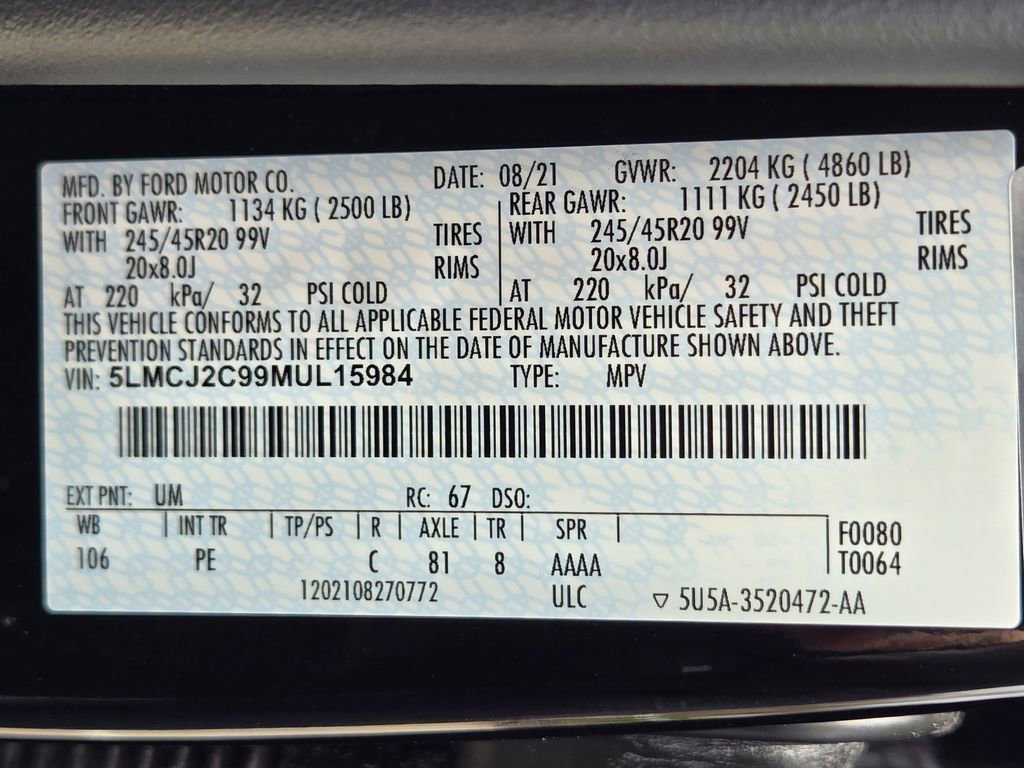 MFD. BY FORD MOTOR CO. DATE: 08/21 GVWR: 2204 KG ( 4860 LB)
FRONT GAWR: 1134 KG ( 2500 LB) REAR GAWR: 1111 KG ( 2450 LB)
WITH 245/45R20 99V TIRES WITH 245/45R20 99V TIRES
20x8.0J RIMS 20x8.0J RIMS
AT 220 kPa/ 32 PSI COLD AT 220 kPa/ 32 PSI COLD
THIS VEHICLE CONFORMS TO ALL APPLICABLE FEDERAL MOTOR VEHICLE SAFETY AND THEFT
PREVENTION STANDARDS IN EFFECT ON THE DATE OF MANUFACTURE SHOWN ABOVE.
VIN: 5LMCJ2C99MUL15984 TYPE: MPV
EXT PNT: UM RC: 67 DSO:
WB | INT TR | TP/PS | R | AXLE | TR | SPR | F0080
106 PE C 81 8 AAAA T0064
1202108270772 ULC ▽ 5U5A-3520472-AA